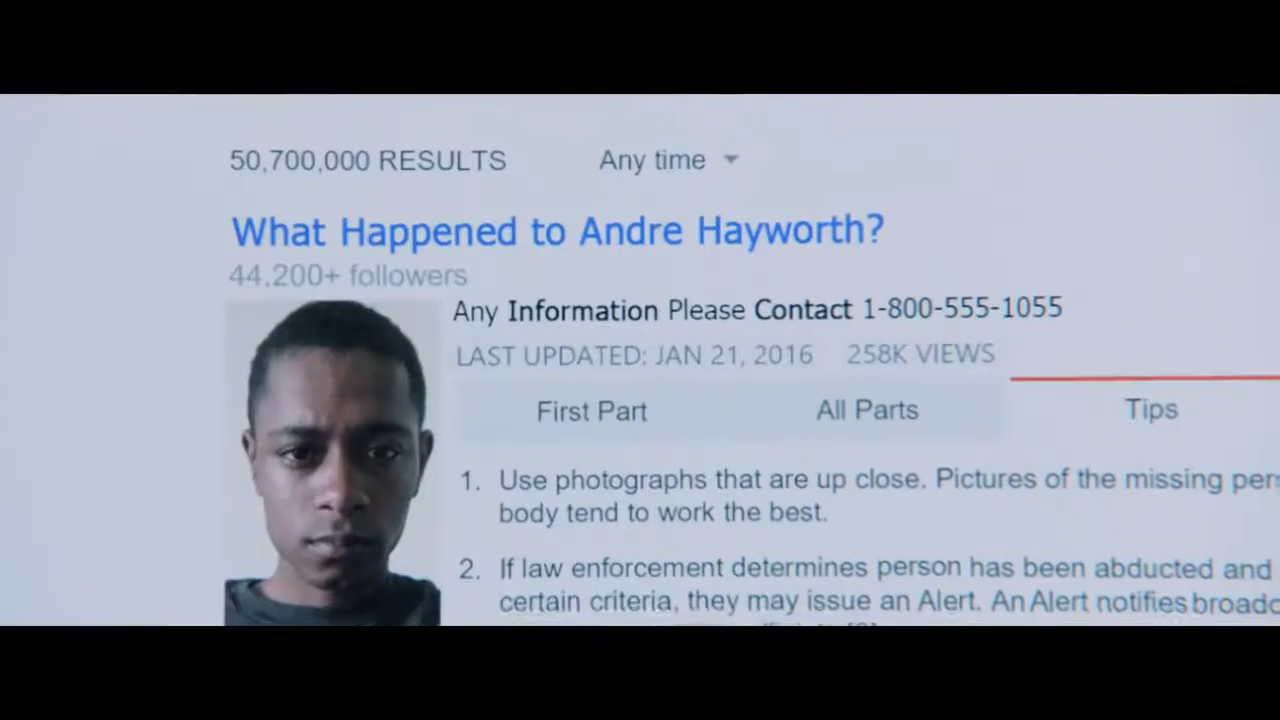 50,700,000 RESULTS Any time
What Happened to Andre Hayworth?
44,200+ followers
Any Information Please Contact 1-800-555-1055
LAST UPDATED: JAN 21, 2016 258K VIEWS
First Part All Parts Tips
1. Use photographs that are up close. Pictures of the missing
body tend to work the best.
2. If law enforcement determines person has been abducted and
certain criteria, they may issue an Alert. An Alert notifies